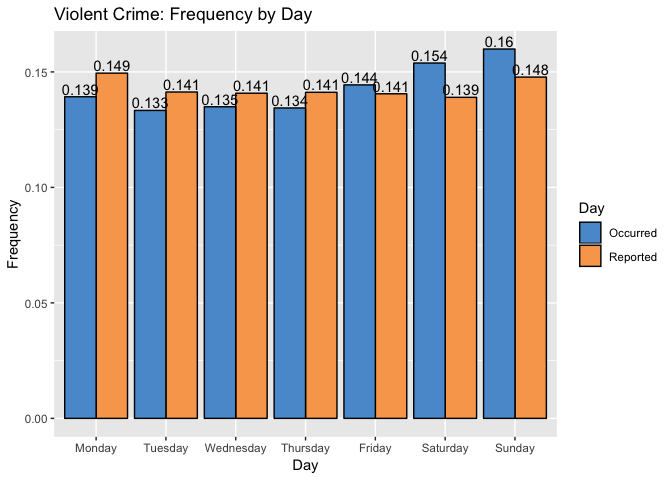 Violent Crime: Frequency by Day
0.139 0.149 0.133 0.141 0.135 0.141 0.134 0.141 0.144 0.141 0.154 0.139 0.16 0.148
0.15
0.10
0.05
0.00
Frequency
Monday Tuesday Wednesday Thursday Friday Saturday Sunday
Day
Day
Occurred
Reported